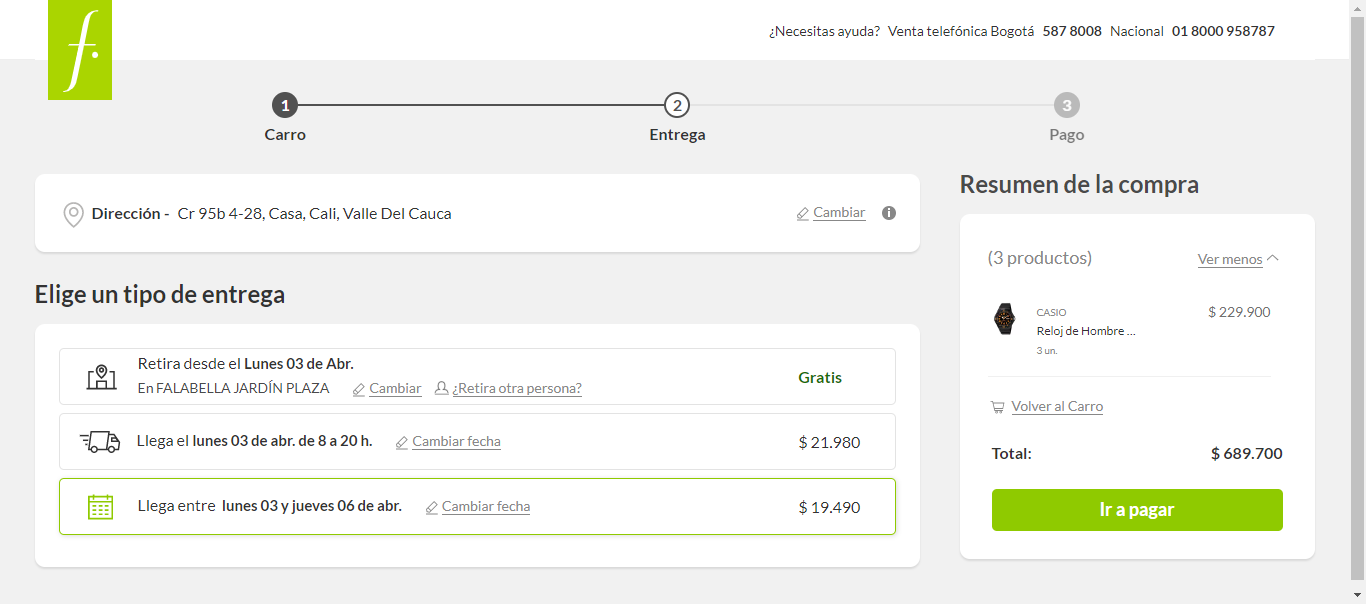 f.
¿Necesitas ayuda? Venta telefónica Bogotá 587 8008 Nacional 01 8000 958787
1 2 3
Carro Entrega Pago
Dirección - Cr 95b 4-28, Casa, Cali, Valle Del Cauca Cambiar i
Elige un tipo de entrega
Retira desde el Lunes 03 de Abr.
En FALABELLA JARDÍN PLAZA Cambiar ¿Retira otra persona?
Gratis
Llega el lunes 03 de abr. de 8 a 20 h. Cambiar fecha $ 21.980
Llega entre lunes 03 y jueves 06 de abr. Cambiar fecha $ 19.490
Resumen de la compra
(3 productos) Ver menos
CASIO $ 229.900
Reloj de Hombre ...
3 un.
Volver al Carro
Total: $ 689.700
Ir a pagar